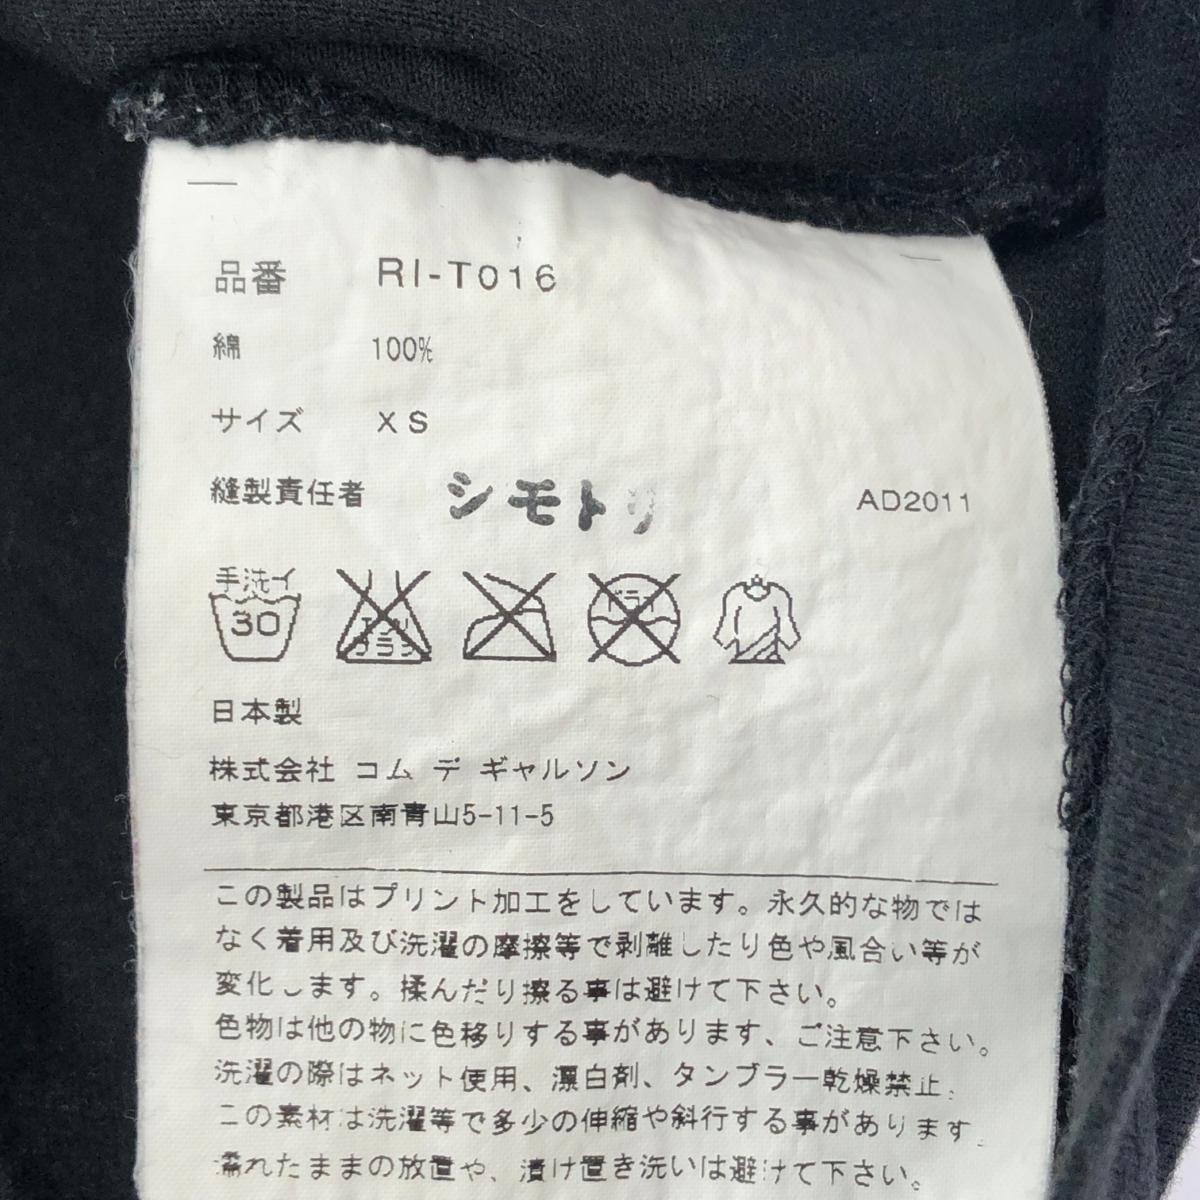 品番 RI-T016
綿 100%
サイズ XS
縫製責任者 シモトリ AD2011
手洗イ
30
エンソ
サラシ
ドライ
日本製
株式会社 コム デ ギャルソン
東京都港区南青山5-11-5
この製品はプリント加工をしています。永久的な物では
なく着用及び洗濯の摩擦等で剥離したり色や風合い等が
変化します。揉んだり擦る事は避けて下さい。
色物は他の物に色移りする事があります、ご注意下さい。
洗濯の際はネット使用、漂白剤、タンブラー乾燥禁止。
この素材は洗濯等で多少の伸縮や斜行する事があります。
濡れたままの放置や、漬け置き洗いは避けて下さい。